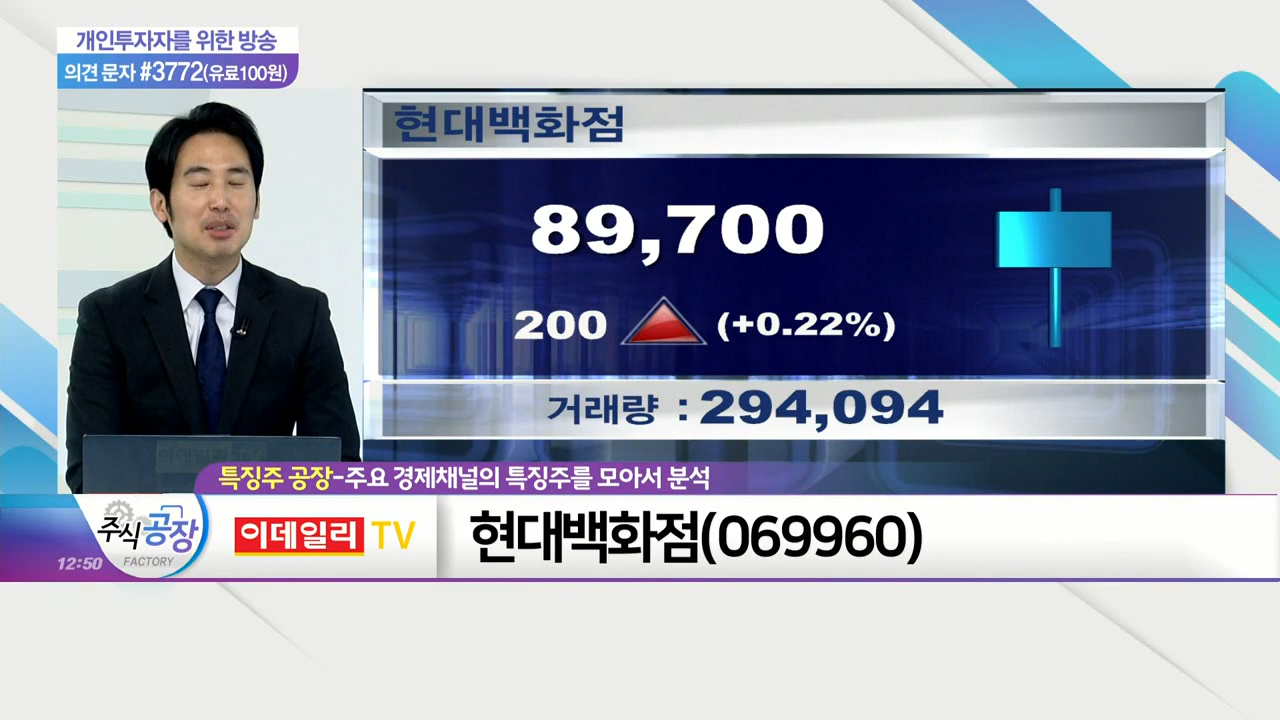 개인투자자를 위한 방송
의견 문자 #3772(유료100원)
현대백화점
89,700
200 (+0.22%)
거래량 : 294,094
특징주 공장-주요 경제채널의 특징주를 모아서 분석
주식공장
FACTORY
12:50
이데일리 TV
현대백화점(069960)